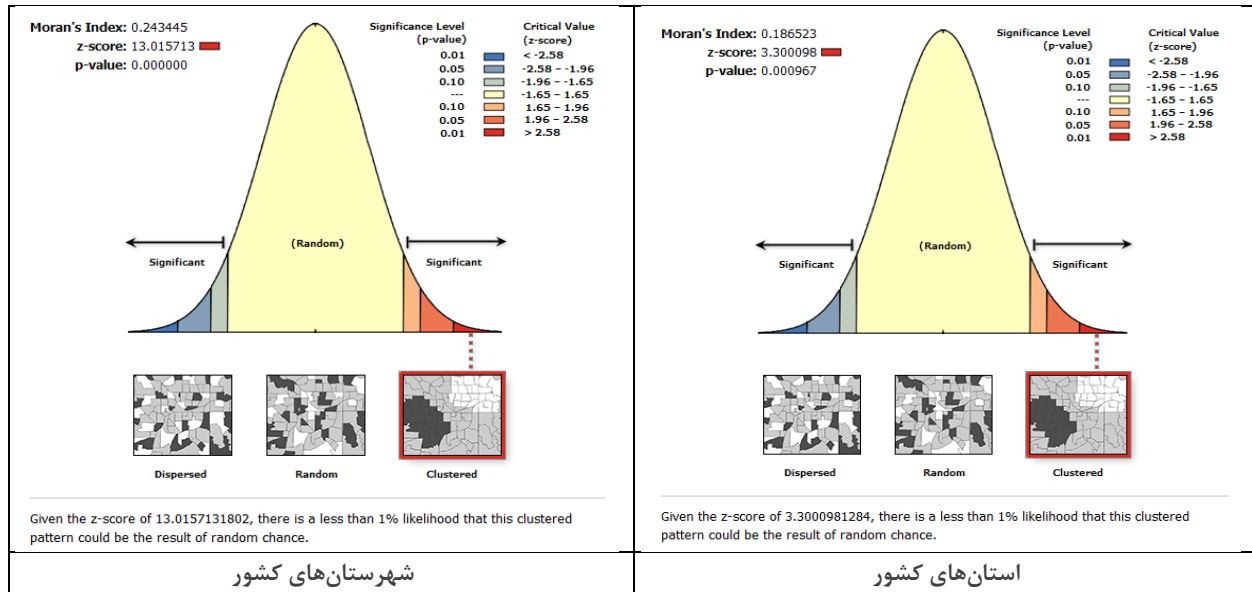 Moran's Index: 0.243445
z-score: 13.015713
p-value: 0.000000
Significance Level
(p-value)
Critical Value
(z-score)
0.01 < -2.58
0.05 -2.58 – -1.96
0.10 -1.96 – -1.65
--- -1.65 – 1.65
0.10 1.65 – 1.96
0.05 1.96 – 2.58
0.01 > 2.58
(Random)
Significant
Significant
Dispersed
Random
Clustered
Given the z-score of 13.0157131802, there is a less than 1% likelihood that this clustered
pattern could be the result of random chance.
شهرستان‌های کشور
Moran's Index: 0.186523
z-score: 3.300098
p-value: 0.000967
Significance Level
(p-value)
Critical Value
(z-score)
0.01 < -2.58
0.05 -2.58 – -1.96
0.10 -1.96 – -1.65
--- -1.65 – 1.65
0.10 1.65 – 1.96
0.05 1.96 – 2.58
0.01 > 2.58
(Random)
Significant
Significant
Dispersed
Random
Clustered
Given the z-score of 3.3000981284, there is a less than 1% likelihood that this clustered
pattern could be the result of random chance.
استان‌های کشور